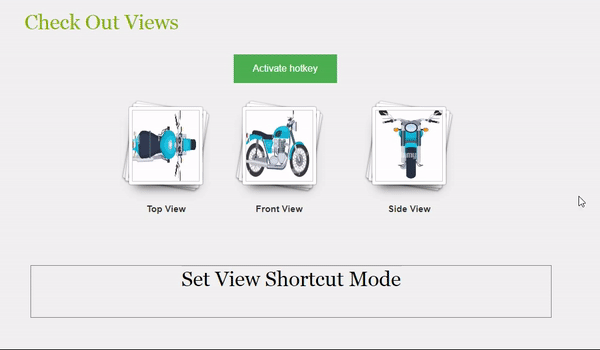 Check Out Views
Activate hotkey
Top View
Front View
Side View
Set View Shortcut Mode